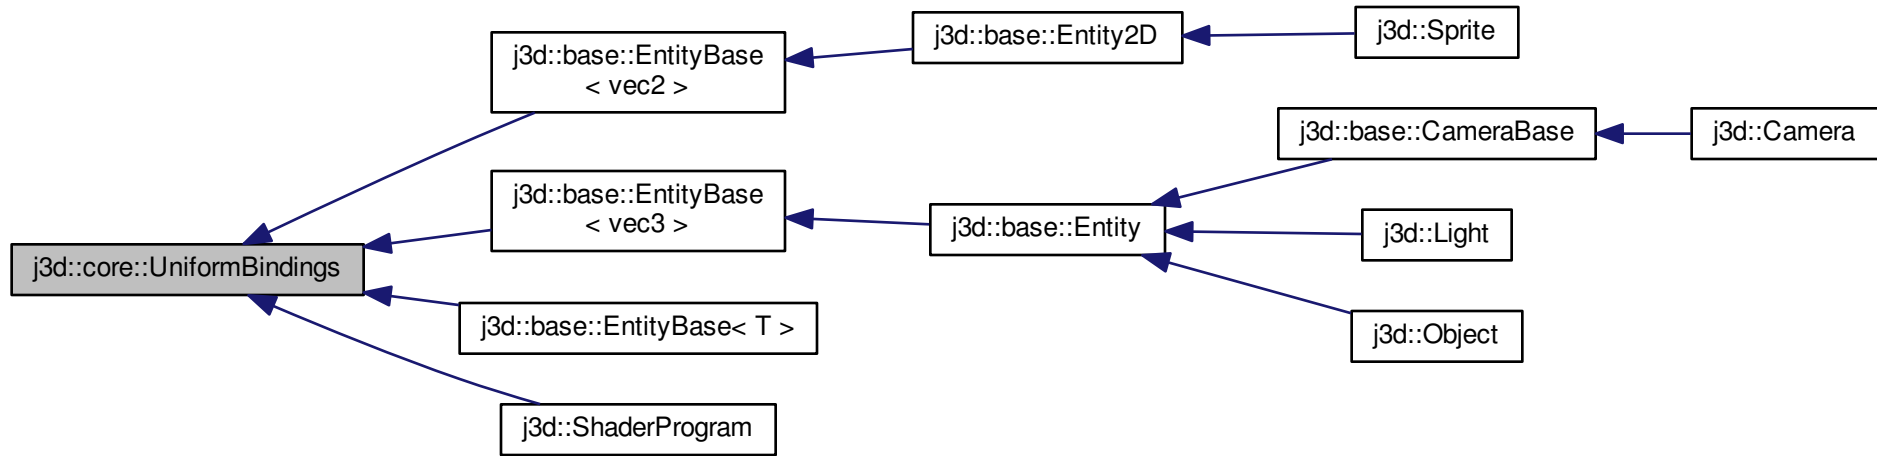 j3d::core::UniformBindings
j3d::base::EntityBase
< vec2 >
j3d::base::Entity2D
j3d::Sprite
j3d::base::EntityBase
< vec3 >
j3d::base::Entity
j3d::base::CameraBase
j3d::Camera
j3d::Light
j3d::Object
j3d::base::EntityBase< T >
j3d::ShaderProgram